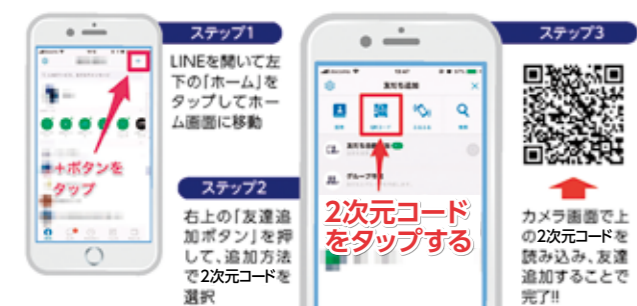 ステップ1
LINEを開いて左
下の「ホーム」を
タップしてホー
ム画面に移動
+ボタンを
タップ
ステップ2
右上の「友達追
加ボタン」を押
して、追加方法
で2次元コードを
選択
友だち追加
2次元コード
をタップする
ステップ3
カメラ画面で上
の2次元コードを
読み込み、友達
追加することで
完了!!